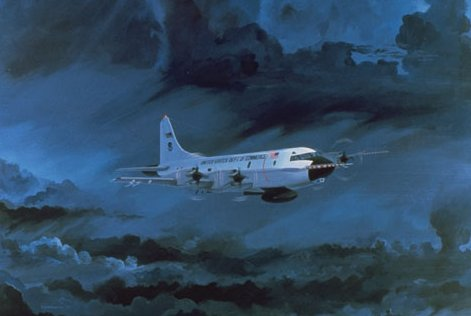 UNITED STATES DEPT OF COMMERCE